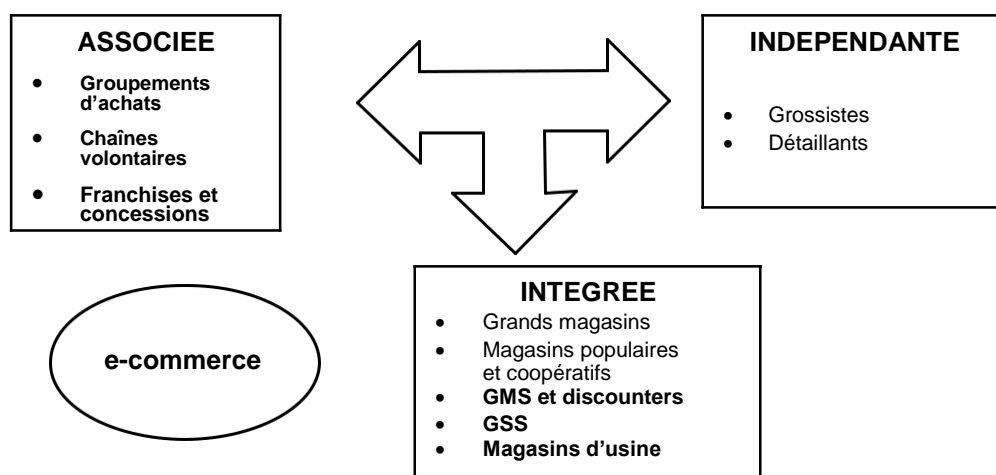 ASSOCIEE
• Groupements
d'achats
• Chaînes
volontaires
• Franchises et
concessions
INDEPENDANTE
• Grossistes
• Détaillants
e-commerce
INTÉGREE
• Grands magasins
• Magasins populaires
et coopératifs
• GMS et discounters
• GSS
• Magasins d'usine